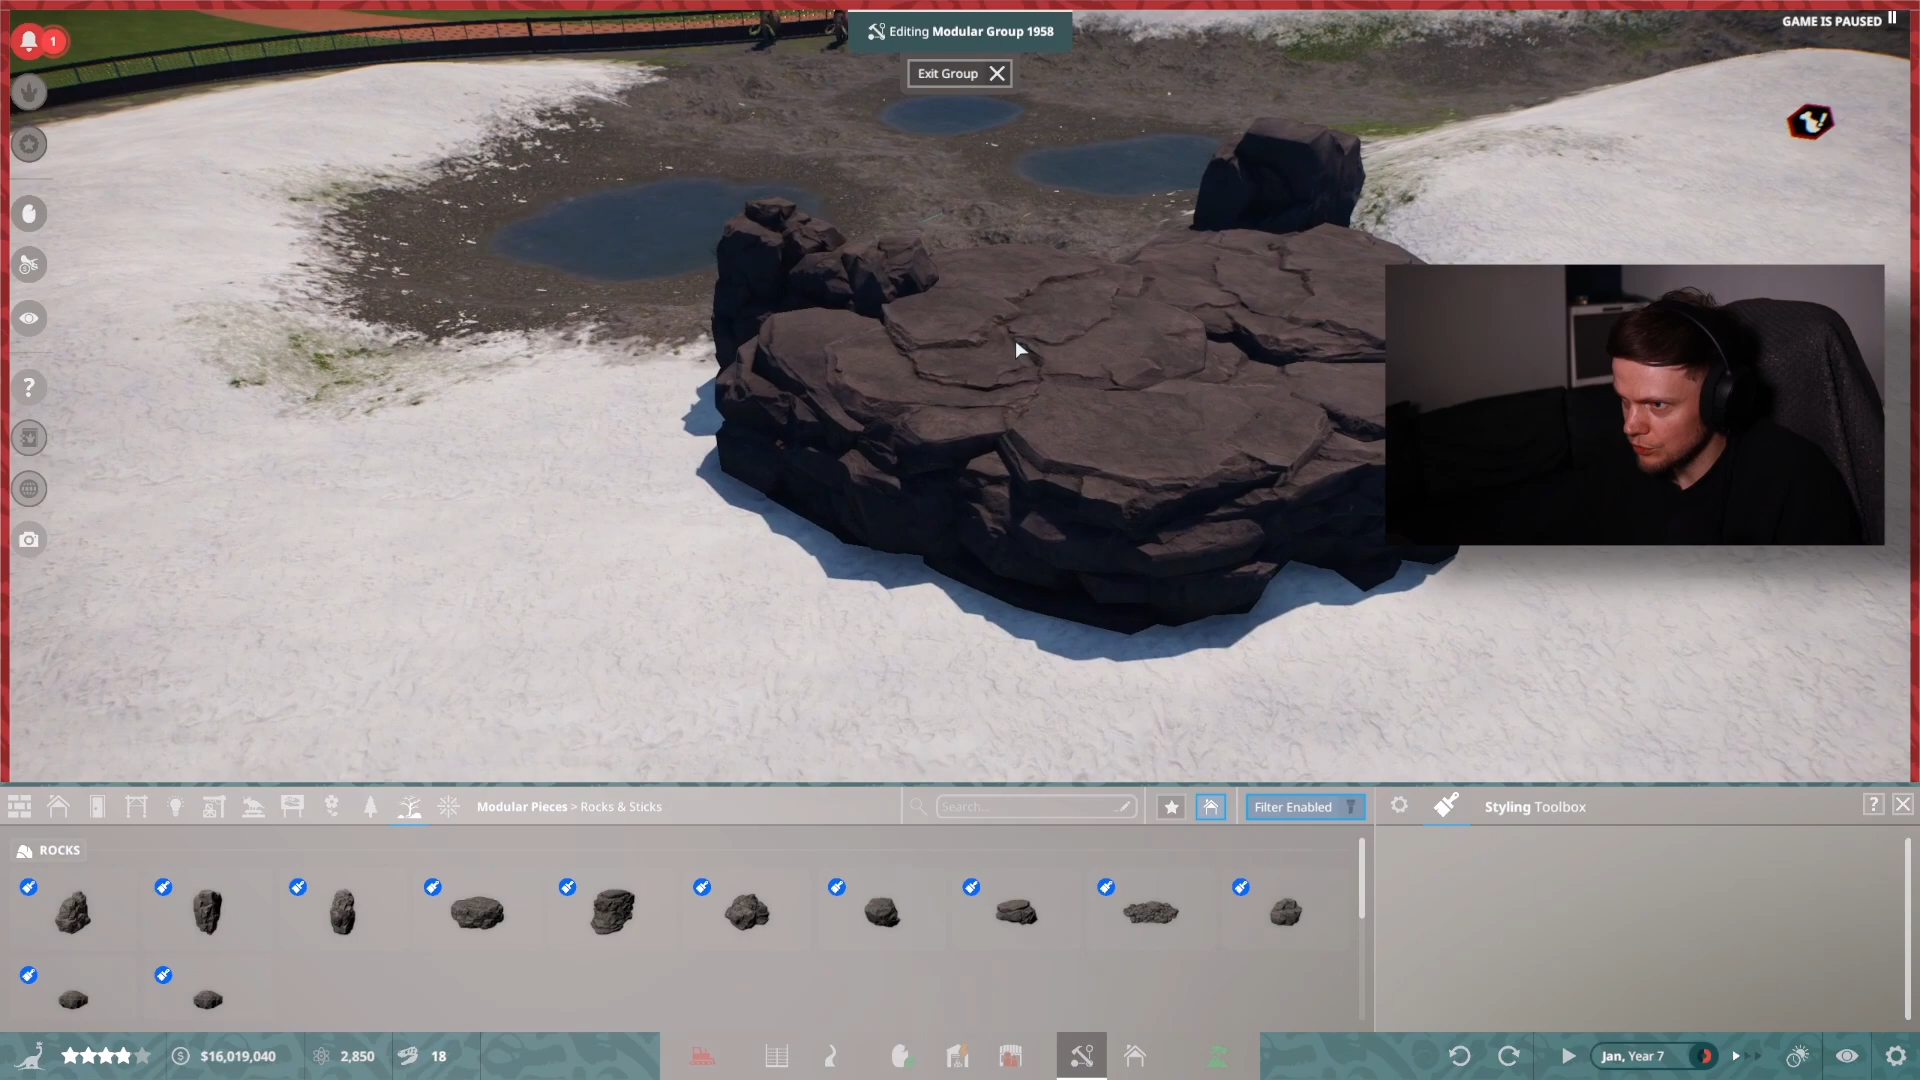 1
Editing Modular Group 1958
GAME IS PAUSED
Exit Group
?
Modular Pieces > Rocks & Sticks
Search...
Filter Enabled
Styling Toolbox
?
ROCKS
$16,019,040
2,850
18
Jan, Year 7